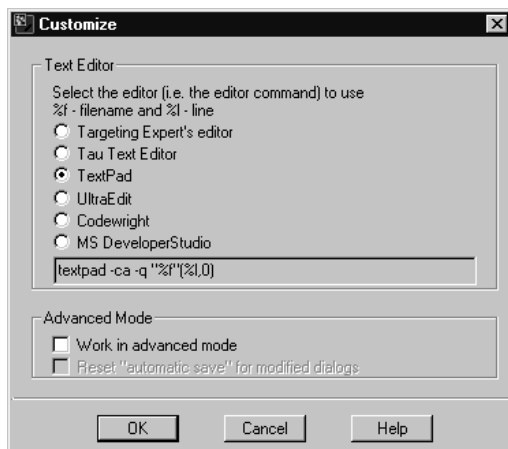 Customize
Text Editor
Select the editor (i.e. the editor command) to use
%f - filename and %l - line
Targeting Expert's editor
Tau Text Editor
TextPad
UltraEdit
Codewright
MS DeveloperStudio
textpad -ca -q "%f"(%l,0)
Advanced Mode
Work in advanced mode
Reset "automatic save" for modified dialogs
OK Cancel Help